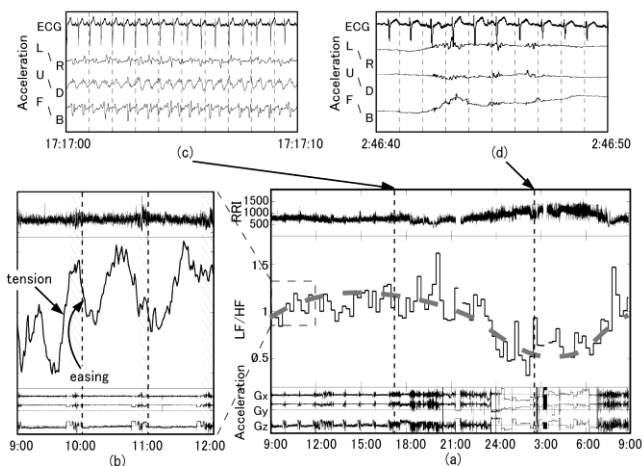 ECG
L
R
U
D
F
B
Acceleration
17:17:00
17:17:10
(c)
ECG
L
R
U
D
F
B
Acceleration
2:46:40
2:46:50
(d)
tension
easing
9:00
10:00
11:00
12:00
(b)
RRI
1500
1000
500
LF/HF
1.5
1
0.5
Acceleration
Gx
Gy
Gz
9:00
12:00
15:00
18:00
21:00
24:00
3:00
6:00
9:00
(a)